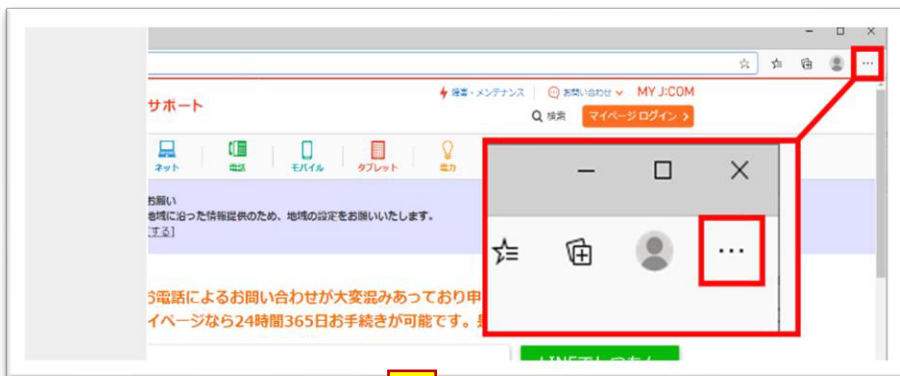 障害・メンテナンス お問い合わせ MY J:COM
サポート
検索 マイページ ログイン
ネット 電話 モバイル タブレット 電力
お願い
地域に沿った情報提供のため、地域の設定をお願いいたします。
する]
お電話によるお問い合わせが大変混みあっており申
イページなら24時間365日お手続きが可能です。
LINEで